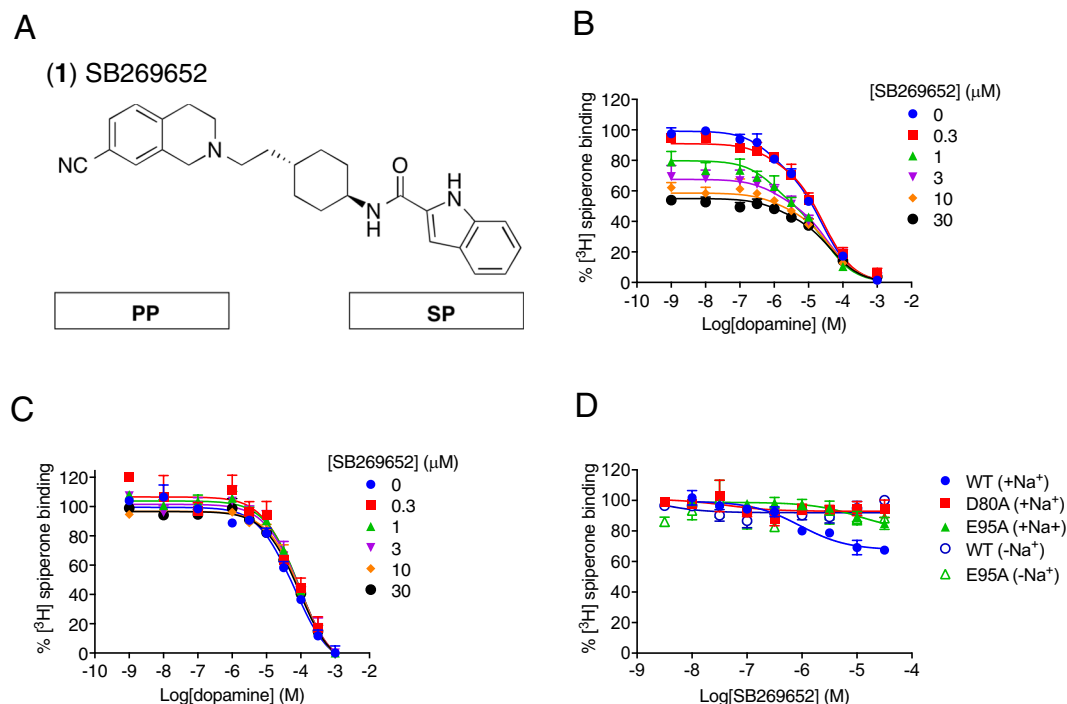 A
(1) SB269652
NC
N
O
N
H
NH
PP
SP
B
[SB269652] (μM)
0
0.3
1
3
10
30
% [³H] spiperone binding
120
100
80
60
40
20
0
-10 -9 -8 -7 -6 -5 -4 -3 -2
Log[dopamine] (M)
C
[SB269652] (μM)
0
0.3
1
3
10
30
% [³H] spiperone binding
120
100
80
60
40
20
0
-10 -9 -8 -7 -6 -5 -4 -3 -2
Log[dopamine] (M)
D
WT (+Na⁺)
D80A (+Na⁺)
E95A (+Na+)
WT (-Na⁺)
E95A (-Na⁺)
% [³H] spiperone binding
120
100
80
60
40
20
0
-9 -8 -7 -6 -5 -4
Log[SB269652] (M)